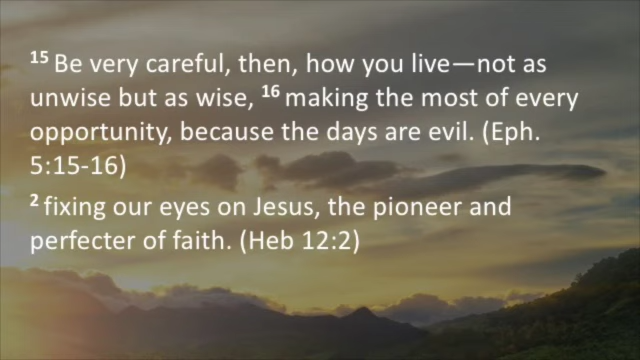 15 Be very careful, then, how you live—not as
unwise but as wise, 16 making the most of every
opportunity, because the days are evil. (Eph.
5:15-16)
2 fixing our eyes on Jesus, the pioneer and
perfecter of faith. (Heb 12:2)